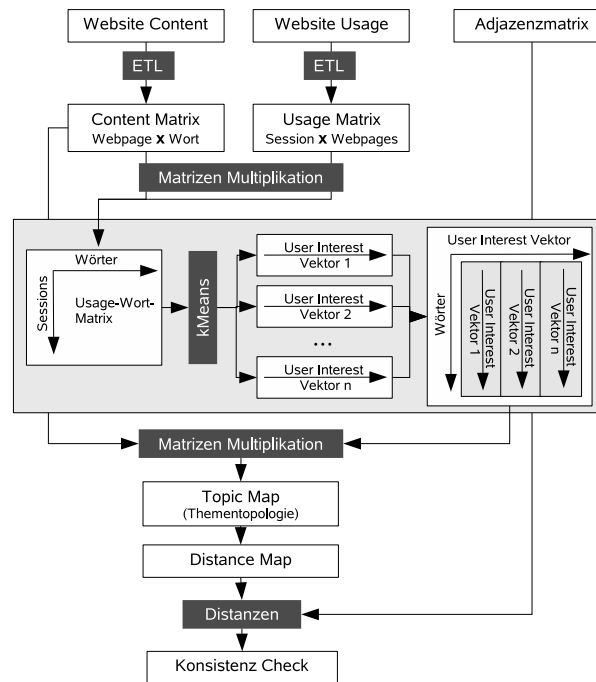 Website Content
Website Usage
Adjazenzmatrix
ETL
ETL
Content Matrix
Webpage x Wort
Usage Matrix
Session x Webpages
Matrizen Multiplikation
Wörter
Sessions
Usage-Wort-
Matrix
kMeans
User Interest
Vektor 1
User Interest
Vektor 2
...
User Interest
Vektor n
User Interest Vektor
Wörter
User Interest
Vektor 1
User Interest
Vektor 2
User Interest
Vektor n
Matrizen Multiplikation
Topic Map
(Thementopologie)
Distance Map
Distanzen
Konsistenz Check